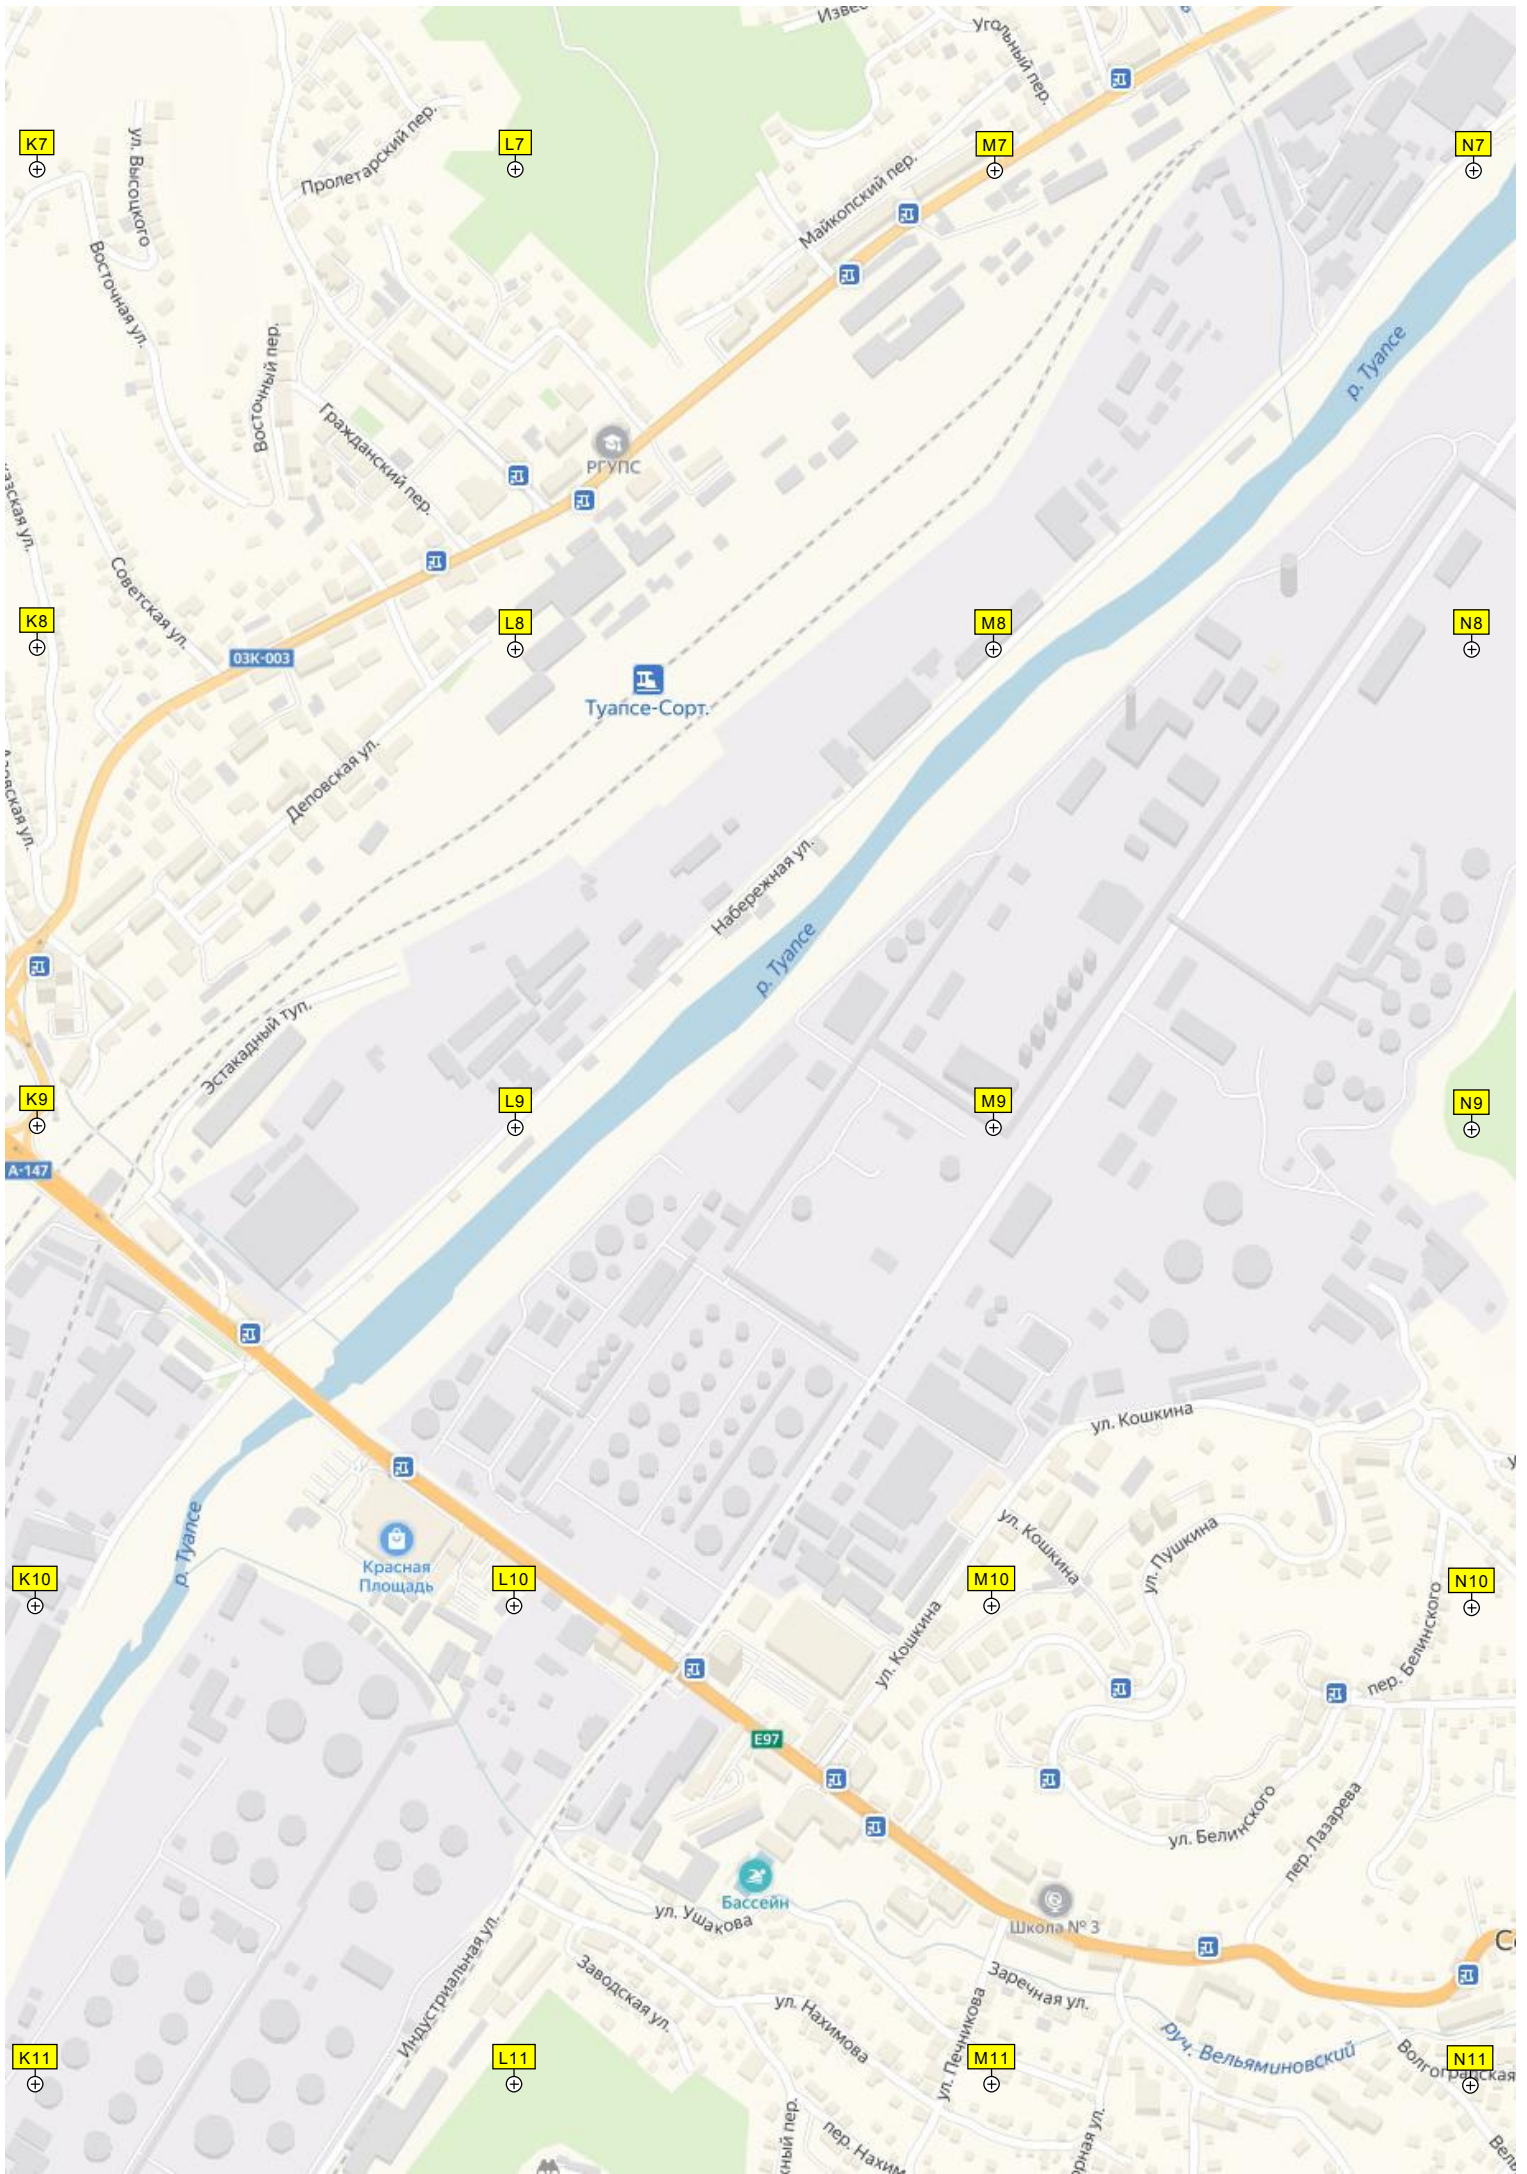 Угольный пер.
K7
L7
M7
N7
ул. Высоцкого
Пролетарский пер.
Майкопский пер.
Восточная ул.
Восточный пер.
Гражданский пер.
р. Туапсе
РГУПС
Советская ул.
K8
L8
M8
N8
03К-003
Туапсе-Сорт.
Деповская ул.
Набережная ул.
р. Туапсе
Эстакадный туп.
K9
L9
M9
N9
А-147
ул. Кошкина
р. Туапсе
Красная
Площадь
ул. Кошкина
ул. Пушкина
K10
L10
M10
N10
ул. Кошкина
пер. Белинского
E97
ул. Белинского
пер. Лазарева
Бассейн
ул. Ушакова
Школа № 3
Индустриальная ул.
Заводская ул.
ул. Нахимова
Заречная ул.
ул. Печникова
руч. Вельяминовский
Волгоградская
K11
L11
M11
N11